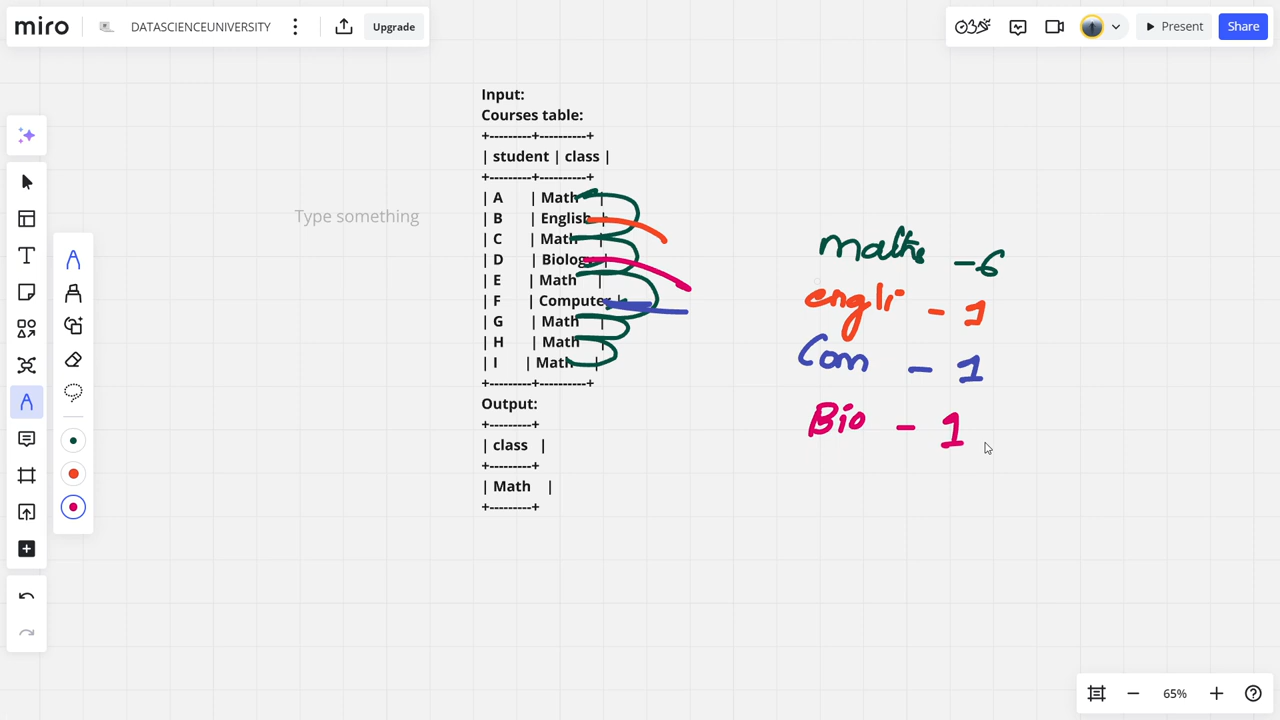 miro DATASCIENCEUNIVERSITY Upgrade Present Share
Input:
Courses table:
+---------+----------+
| student | class |
+---------+----------+
| A | Math |
| B | English |
| C | Math |
| D | Biology |
| E | Math |
| F | Computer |
| G | Math |
| H | Math |
| I | Math |
+---------+----------+
Output:
+---------+
| class |
+---------+
| Math |
+---------+
Type something
maths - 6
engli - 1
Com - 1
Bio - 1
65%